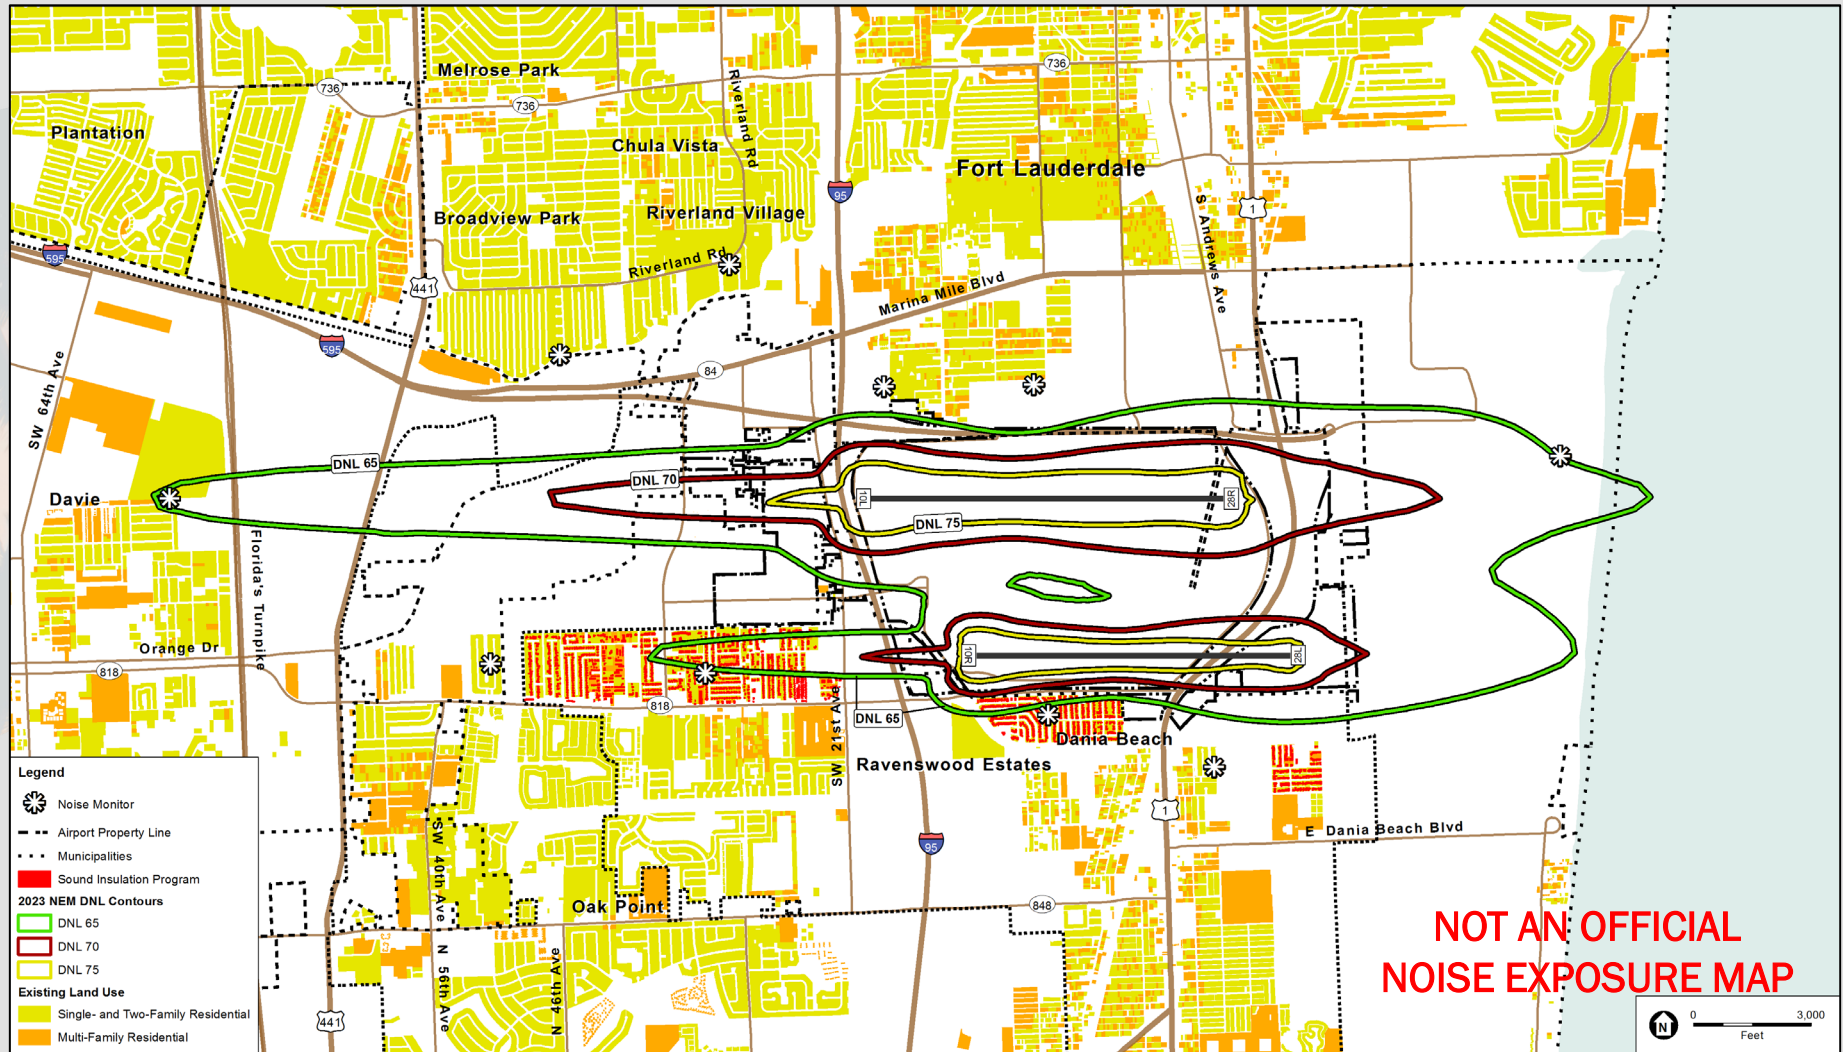 Melrose Park
736
736
736
Plantation
Riverland Rd
Chula Vista
Fort Lauderdale
95
Broadview Park
Riverland Village
S Andrews Ave
1
595
Riverland Rd
441
Marina Mile Blvd
595
84
SW 64th Ave
DNL 65
DNL 70
Davie
10L
28R
DNL 75
Florida's Turnpike
Orange Dr
818
10R
28L
818
DNL 65
SW 21st Ave
Dania Beach
Ravenswood Estates
1
E Dania Beach Blvd
95
SW 40th Ave
Oak Point
848
N 56th Ave
N 46th Ave
441
Legend
Noise Monitor
Airport Property Line
Municipalities
Sound Insulation Program
2023 NEM DNL Contours
DNL 65
DNL 70
DNL 75
Existing Land Use
Single- and Two-Family Residential
Multi-Family Residential
NOT AN OFFICIAL
NOISE EXPOSURE MAP
N
0 3,000
Feet